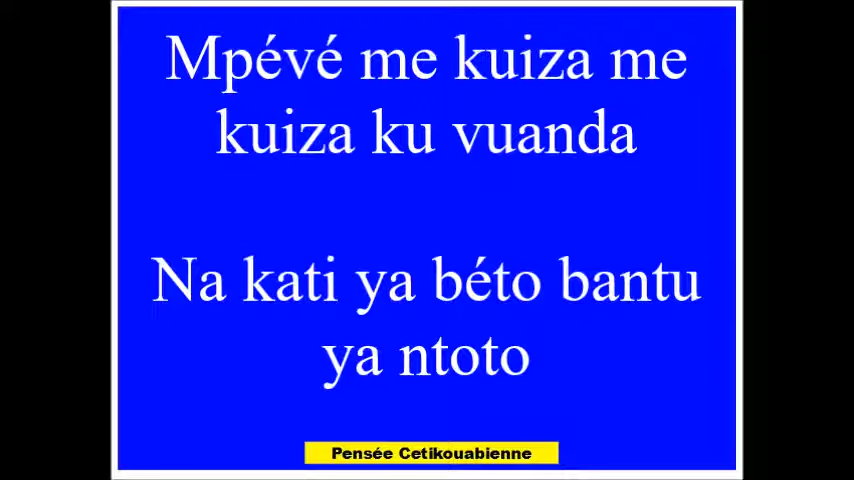 Mpévé me kuiza me
kuiza ku vuanda
Na kati ya béto bantu
ya ntoto
Pensée Cetikouabienne